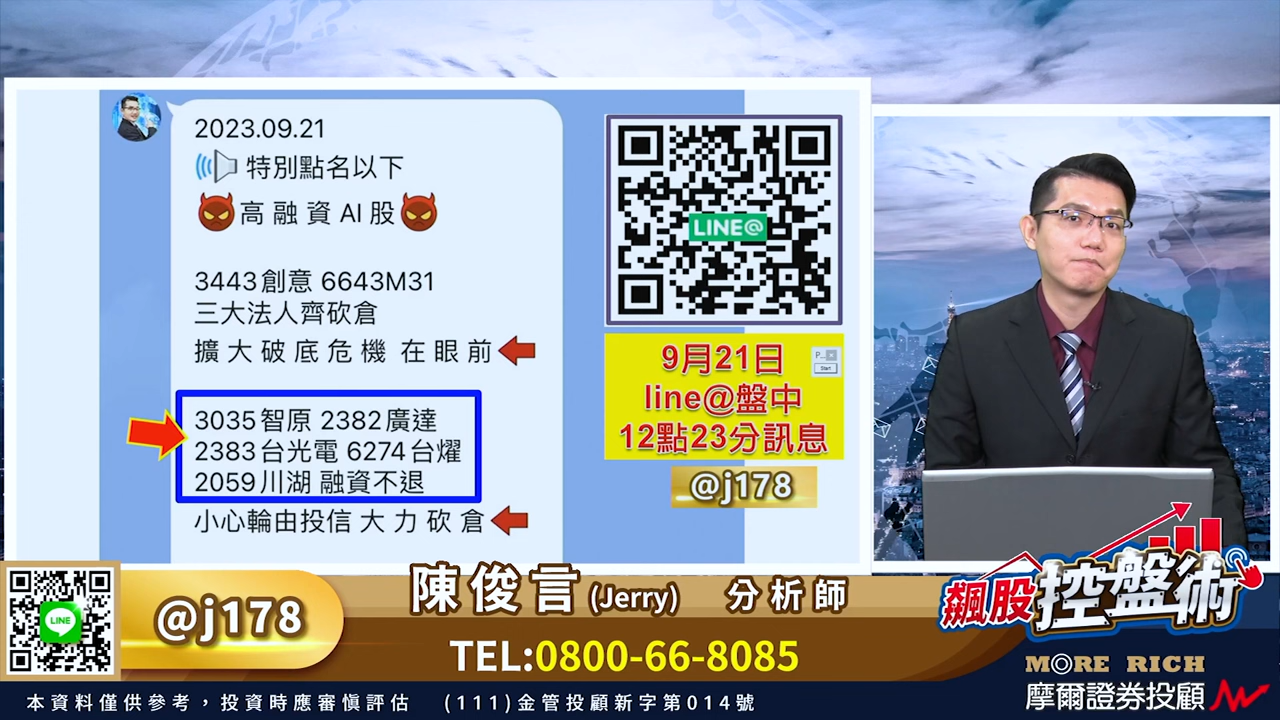 2023.09.21
特別點名以下
高融資AI股
3443創意 6643M31
三大法人齊砍倉
擴大破底危機 在眼前
3035智原 2382廣達
2383台光電 6274台燿
2059川湖 融資不退
小心輪由投信大力砍倉
LINE@
9月21日
line@盤中
12點23分訊息
P...
Start
@j178
LINE
@j178
陳俊言(Jerry) 分析師
TEL:0800-66-8085
飆股控盤術
MORE RICH
摩爾證券投顧
本資料僅供參考,投資時應審慎評估 (111)金管投顧新字第014號